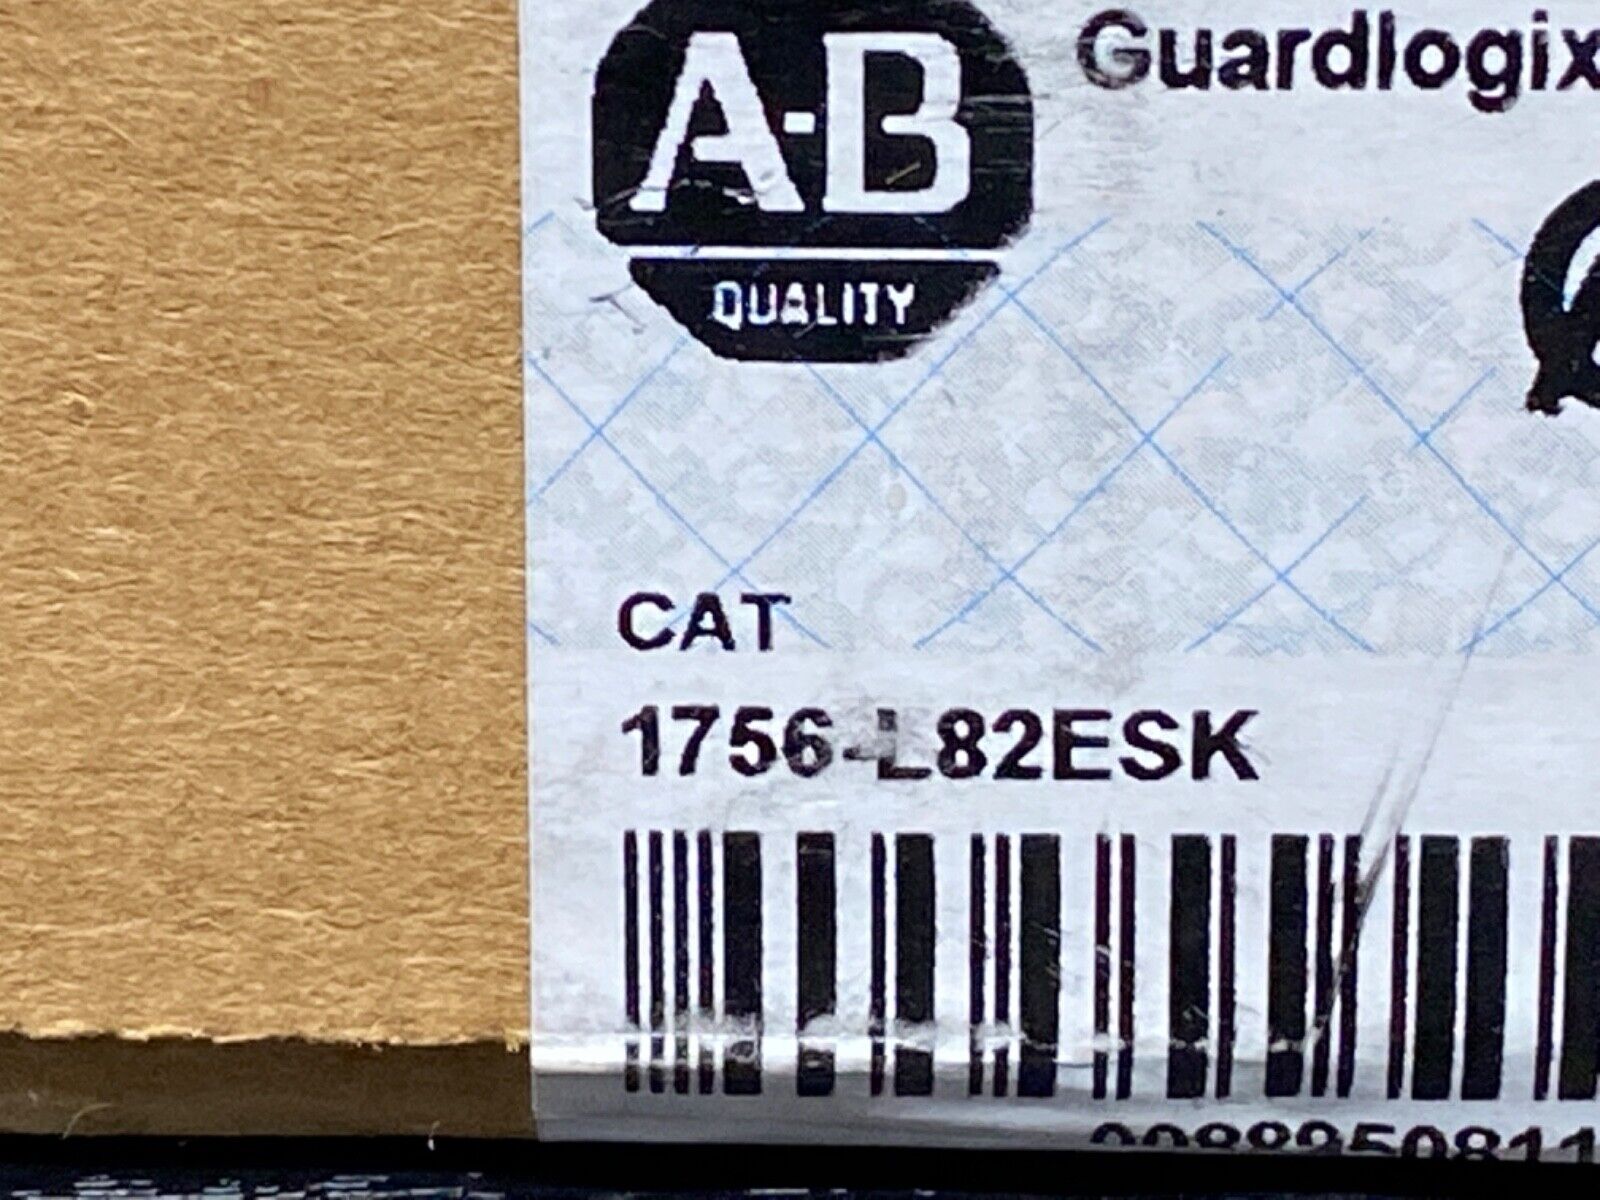 A-B
Guardlogix
QUALITY
CAT
1756-L82ESK